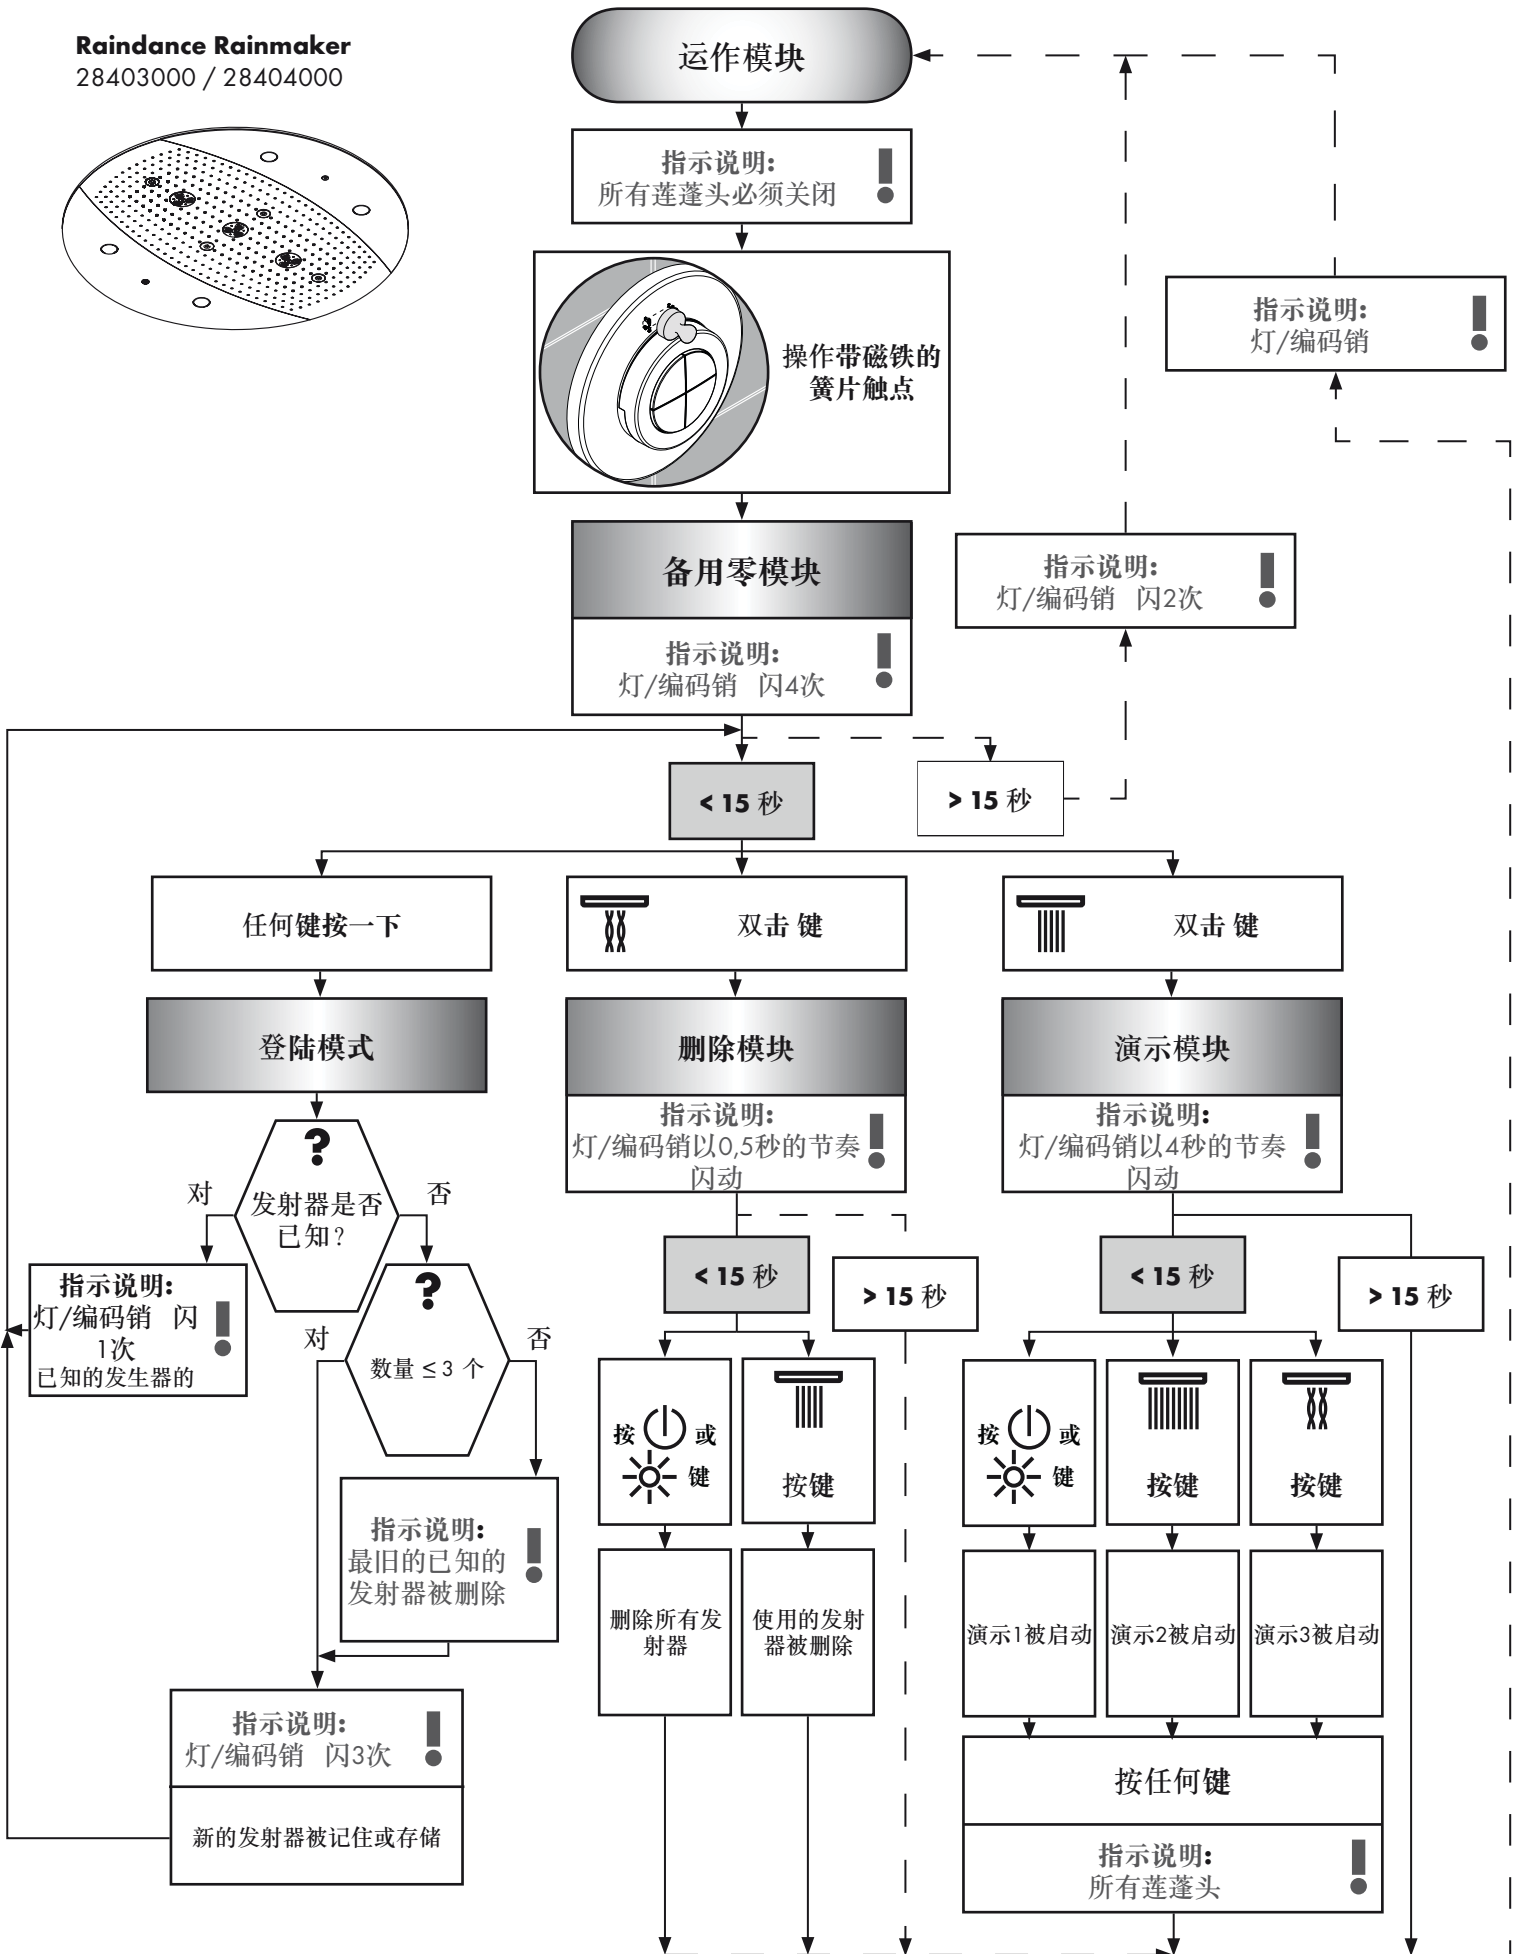 Raindance Rainmaker
28403000 / 28404000
运作模块
指示说明:
所有莲蓬头必须关闭
操作带磁铁的
簧片触点
指示说明:
灯/编码销
备用零模块
指示说明:
灯/编码销 闪4次
指示说明:
灯/编码销 闪2次
< 15 秒
> 15 秒
任何键按一下
双击 键
双击 键
登陆模式
删除模块
指示说明:
灯/编码销以0,5秒的节奏
闪动
演示模块
指示说明:
灯/编码销以4秒的节奏
闪动
?
发射器是否
已知?
对
否
指示说明:
灯/编码销 闪
1次
已知的发生器的
?
数量 ≤ 3 个
对
否
指示说明:
最旧的已知的
发射器被删除
指示说明:
灯/编码销 闪3次
新的发射器被记住或存储
< 15 秒
> 15 秒
按 或
键
按键
删除所有发
射器
使用的发射
器被删除
< 15 秒
> 15 秒
按 或
键
按键
按键
演示1被启动
演示2被启动
演示3被启动
按任何键
指示说明:
所有莲蓬头